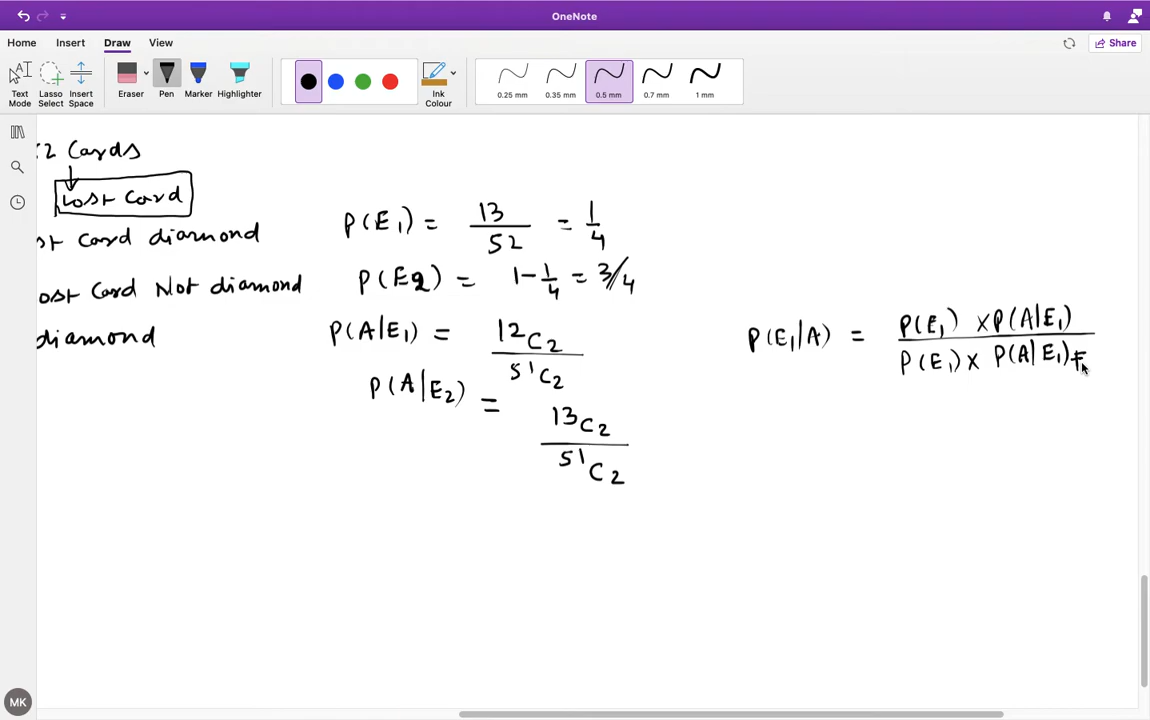 OneNote
Home Insert Draw View
Share
Text Mode
Lasso Select
Insert Space
Eraser
Pen
Marker
Highlighter
Ink Colour
0.25 mm
0.35 mm
0.5 mm
0.7 mm
1 mm
2 Cards
Lost Card
st Card diamond P(E₁) = 13/52 = 1/4
ost Card Not diamond P(E2) = 1 - 1/4 = 3/4
diamond P(A|E₁) = 12C₂/51C₂
P(E₁|A) = P(E₁) × P(A|E₁) / P(E₁) × P(A|E₁) +
P(A|E₂) = 13C₂/51C₂
MK